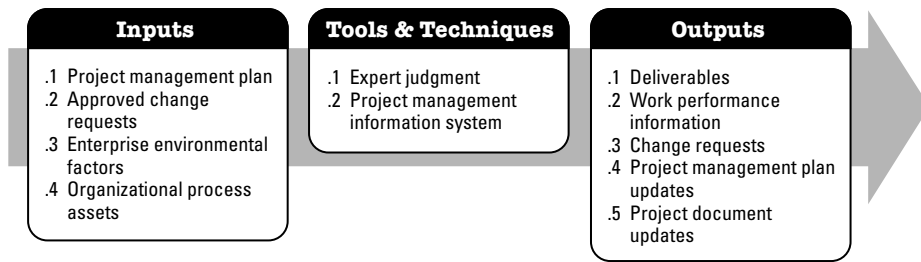 Inputs
.1 Project management plan
.2 Approved change
requests
.3 Enterprise environmental
factors
.4 Organizational process
assets
Tools & Techniques
.1 Expert judgment
.2 Project management
information system
Outputs
.1 Deliverables
.2 Work performance
information
.3 Change requests
.4 Project management plan
updates
.5 Project document
updates